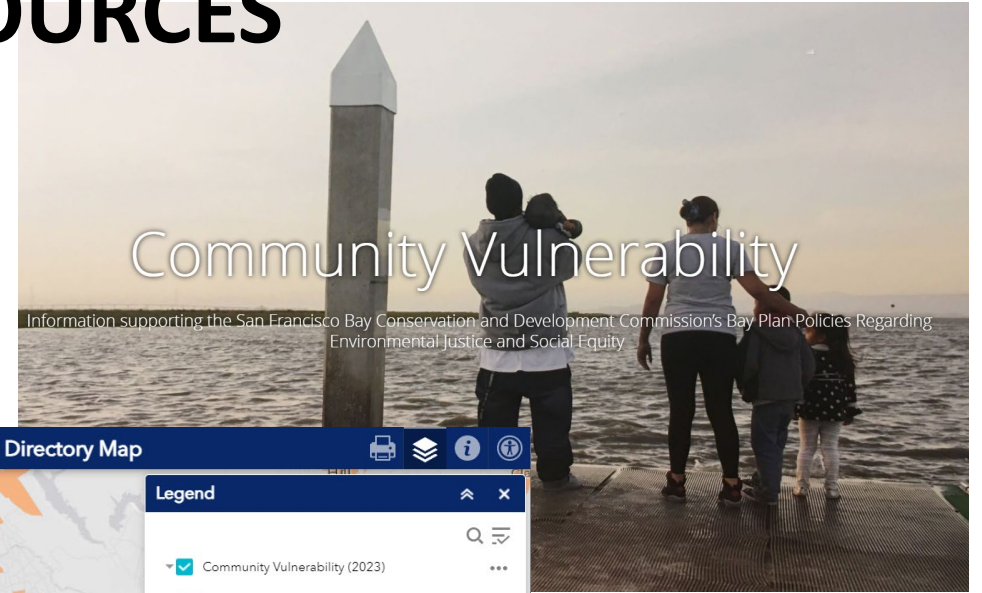 OURCES
Community Vulnerability
Information supporting the San Francisco Bay Conservation and Development Commission's Bay Plan Policies Regarding
Environmental Justice and Social Equity
Directory Map
Legend
Community Vulnerability (2023)